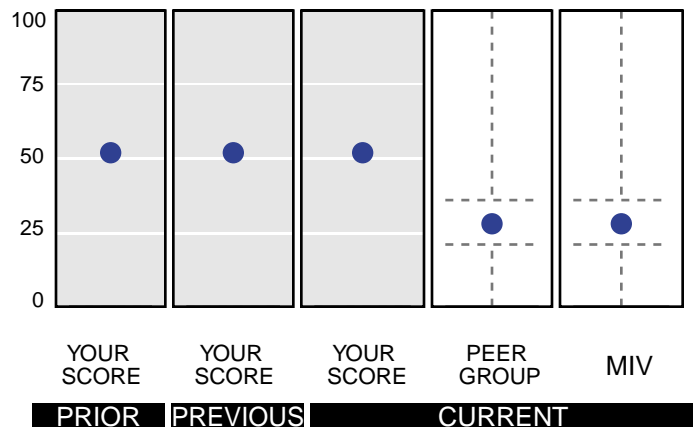 100
75
50
25
0
YOUR SCORE
YOUR SCORE
YOUR SCORE
PEER GROUP
MIV
PRIOR
PREVIOUS
CURRENT